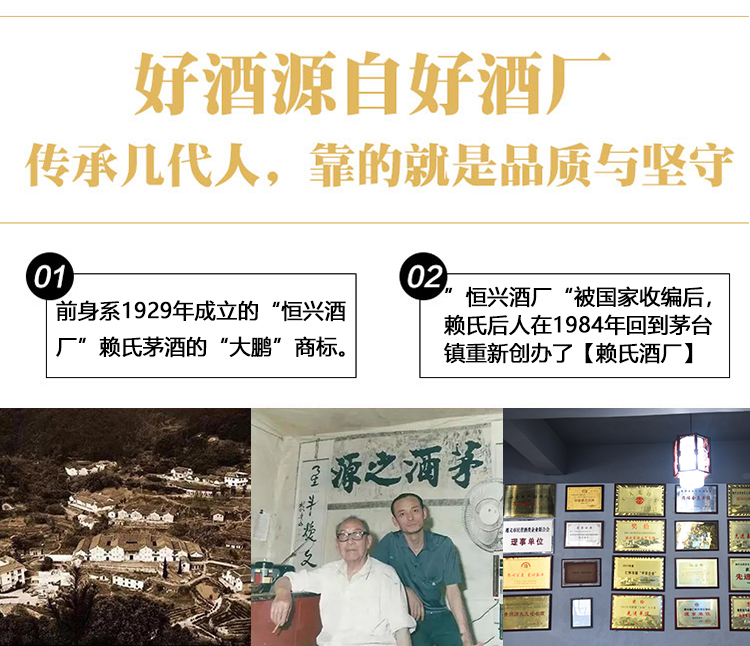 好酒源自好酒厂
传承几代人，靠的就是品质与坚守
01
前身系1929年成立的“恒兴酒
厂”赖氏茅酒的“大鹏”商标。
02
”恒兴酒厂“被国家收编后，
赖氏后人在1984年回到茅台
镇重新创办了【赖氏酒厂】
源之酒茅
理事单位